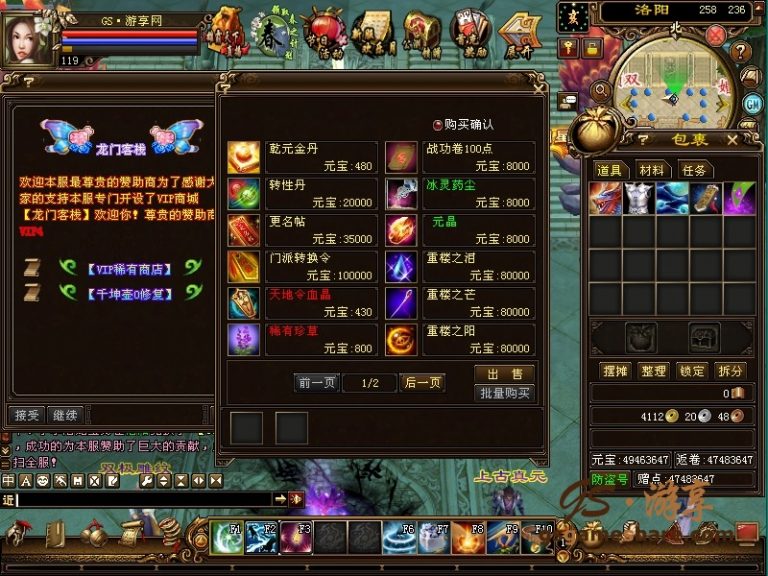 GS·游享网
119
洛阳
258 236
北
GM
龙门客栈
欢迎本服最尊贵的赞助商为了感谢大
家的支持本服专门开设了VIP商城
【龙门客栈】欢迎你!尊贵的赞助商
VIP4
【VIP稀有商店】
【千坤壶0修复】
接受
继续
购买确认
乾元金丹
元宝:480
战功卷100点
元宝:8000
转性丹
元宝:20000
冰灵药尘
元宝:8000
更名帖
元宝:35000
元晶
元宝:8000
门派转换令
元宝:100000
重楼之泪
元宝:80000
天地令血晶
元宝:430
重楼之芒
元宝:80000
稀有珍草
元宝:800
重楼之阳
元宝:80000
前一页
1/2
后一页
出 售
批量购买
包裹
道具
材料
任务
摆摊
整理
锁定
拆分
0
4112
20
48
元宝:49463647
返卷:47483647
防盗号
赠点:47483647
,成功的为本服赞助了巨大的贡献,
扫全服!
双极雕纹
上古真元
近
F1
F2
F3
F6
F7
F8
F9
F10
GS·游享